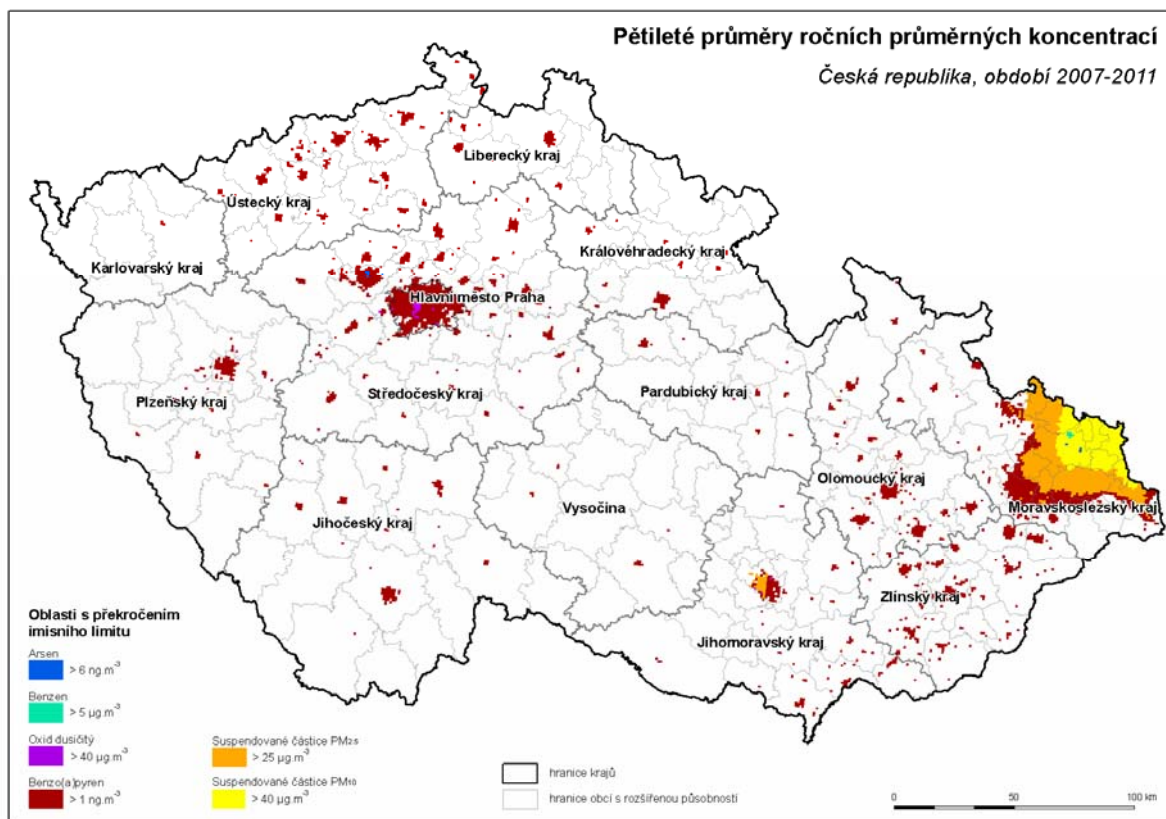 Pětileté průměry ročních průměrných koncentrací
Česká republika, období 2007-2011
Liberecký kraj
Ústecký kraj
Královéhradecký kraj
Karlovarský kraj
Hlavní město Praha
Středočeský kraj
Pardubický kraj
Plzeňský kraj
Olomoucký kraj
Moravskoslezský kraj
Vysočina
Jihočeský kraj
Zlínský kraj
Jihomoravský kraj
Oblasti s překročením
imisního limitu
Arsen
> 6 ng.m-3
Benzen
> 5 µg.m-3
Oxid dusičitý
> 40 µg.m-3
Benzo(a)pyren
> 1 ng.m-3
Suspendované částice PM2.5
> 25 µg.m-3
Suspendované částice PM10
> 40 µg.m-3
hranice krajů
hranice obcí s rozšířenou působností
0 50 100 km